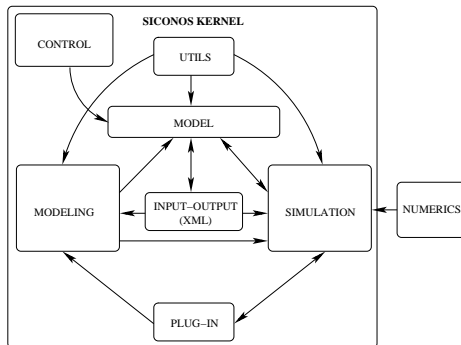 SICONOS KERNEL
CONTROL
UTILS
MODEL
MODELING
INPUT–OUTPUT
(XML)
SIMULATION
NUMERICS
PLUG–IN